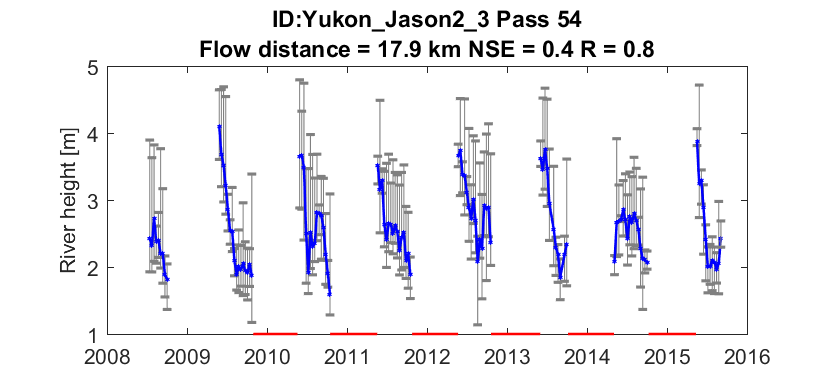 ID:Yukon_Jason2_3 Pass 54
Flow distance = 17.9 km NSE = 0.4 R = 0.8
River height [m]
5
4
3
2
1
2008 2009 2010 2011 2012 2013 2014 2015 2016